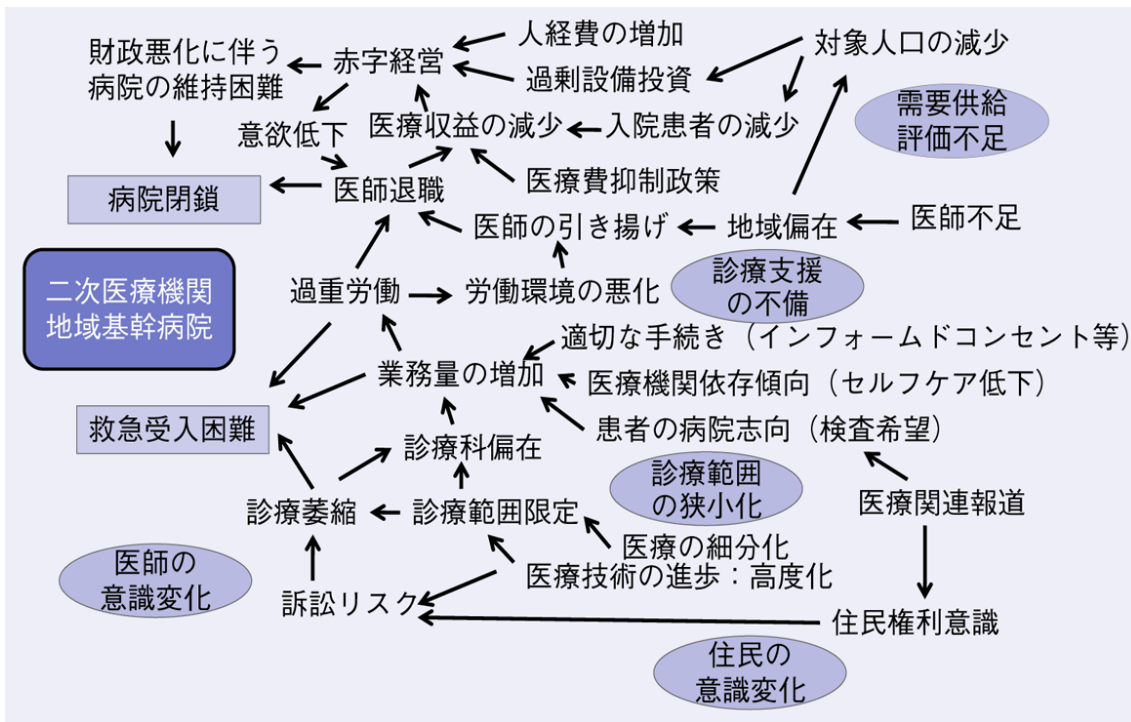 財政悪化に伴う
病院の維持困難
赤字経営
人経費の増加
過剰設備投資
対象人口の減少
意欲低下
医療収益の減少
入院患者の減少
需要供給
評価不足
病院閉鎖
医師退職
医療費抑制政策
医師の引き揚げ
地域偏在
医師不足
二次医療機関
地域基幹病院
過重労働
労働環境の悪化
診療支援
の不備
適切な手続き（インフォームドコンセント等）
業務量の増加
医療機関依存傾向（セルフケア低下）
救急受入困難
患者の病院志向（検査希望）
診療科偏在
診療範囲
の狭小化
診療萎縮
診療範囲限定
医療関連報道
医療の細分化
医師の
意識変化
医療技術の進歩：高度化
訴訟リスク
住民権利意識
住民の
意識変化